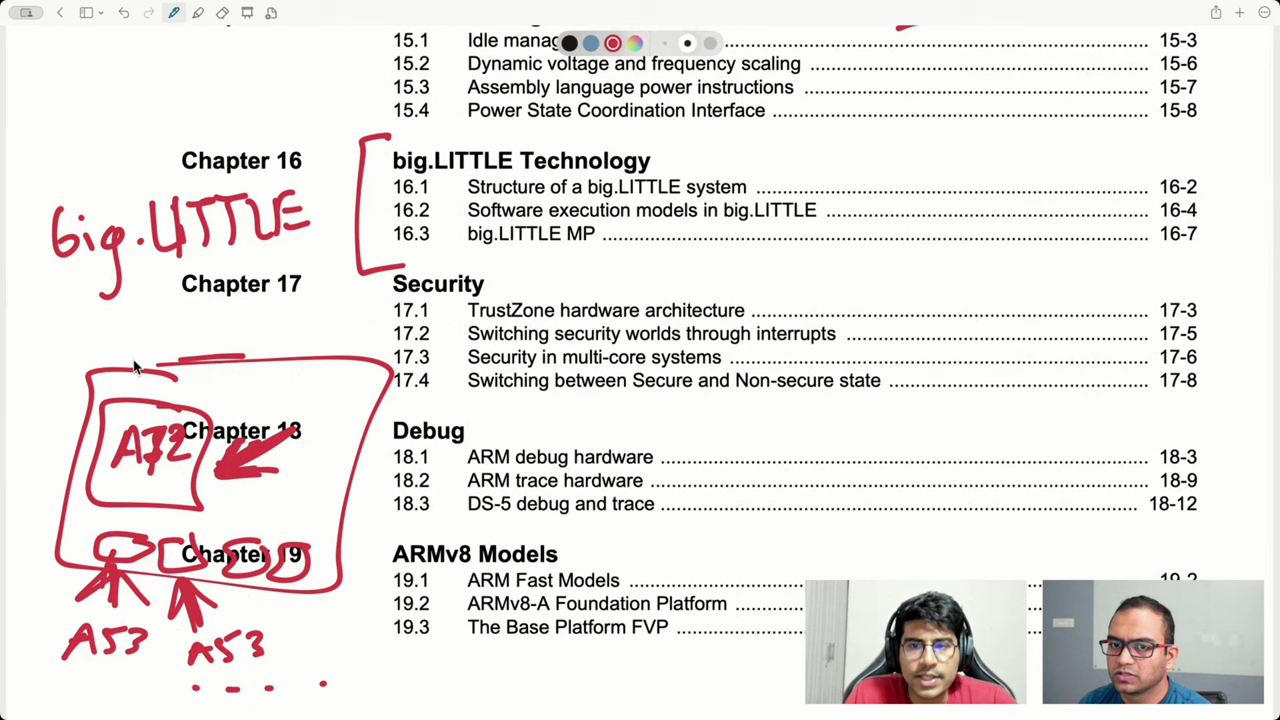 15.1 Idle manag ........ 15-3
15.2 Dynamic voltage and frequency scaling ........ 15-6
15.3 Assembly language power instructions ........ 15-7
15.4 Power State Coordination Interface ........ 15-8
Chapter 16 big.LITTLE Technology
16.1 Structure of a big.LITTLE system ........ 16-2
16.2 Software execution models in big.LITTLE ........ 16-4
16.3 big.LITTLE MP ........ 16-7
big.LITTLE
Chapter 17 Security
17.1 TrustZone hardware architecture ........ 17-3
17.2 Switching security worlds through interrupts ........ 17-5
17.3 Security in multi-core systems ........ 17-6
17.4 Switching between Secure and Non-secure state ........ 17-8
Chapter 18 Debug
A72
18.1 ARM debug hardware ........ 18-3
18.2 ARM trace hardware ........ 18-9
18.3 DS-5 debug and trace ........ 18-12
Chapter 19 ARMv8 Models
19.1 ARM Fast Models ........ 19-2
19.2 ARMv8-A Foundation Platform ........
19.3 The Base Platform FVP ........
A53 A53
. . . .